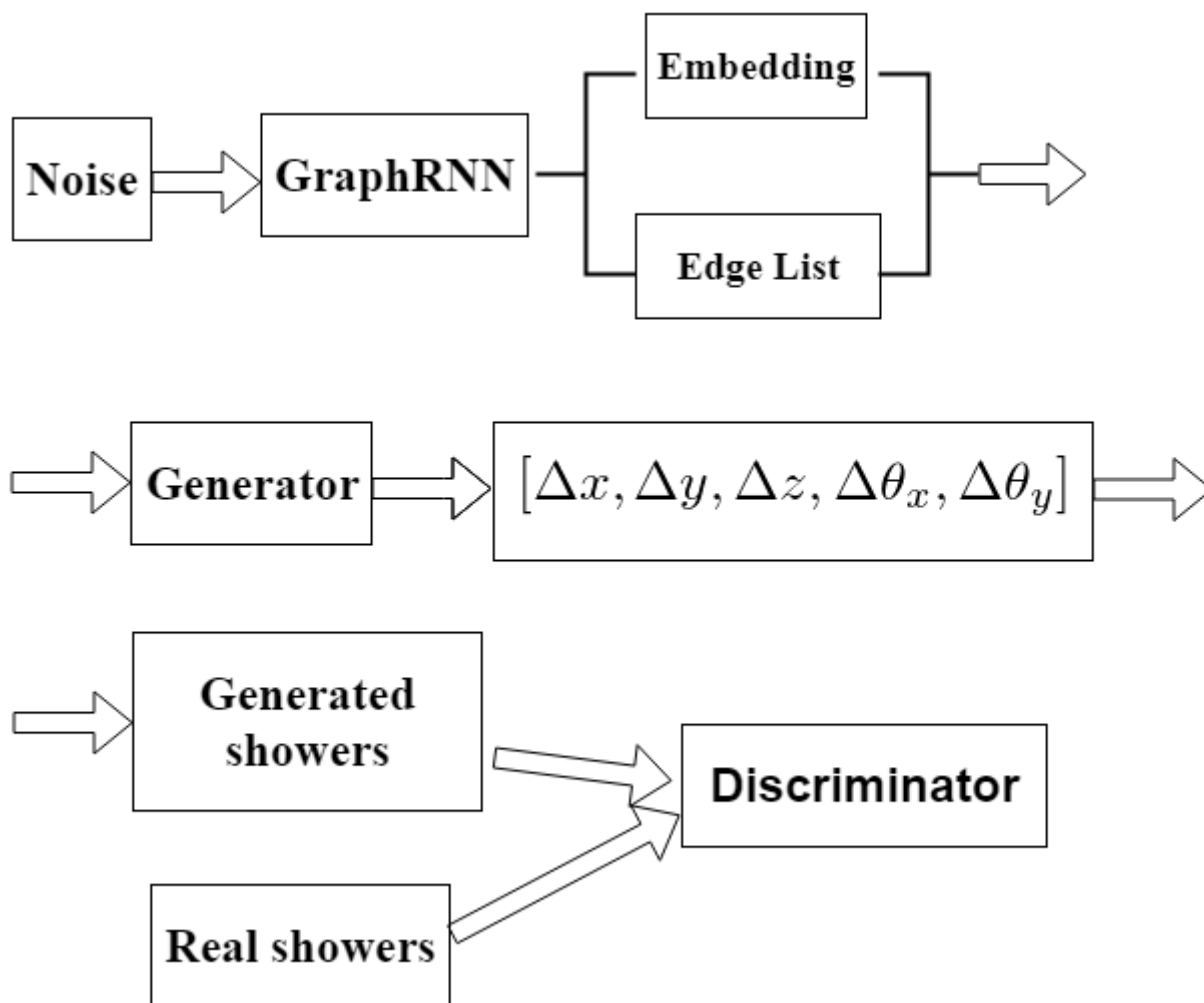 Embedding
Noise
GraphRNN
Edge List
Generator
[Δx, Δy, Δz, Δθ_x, Δθ_y]
Generated
showers
Discriminator
Real showers